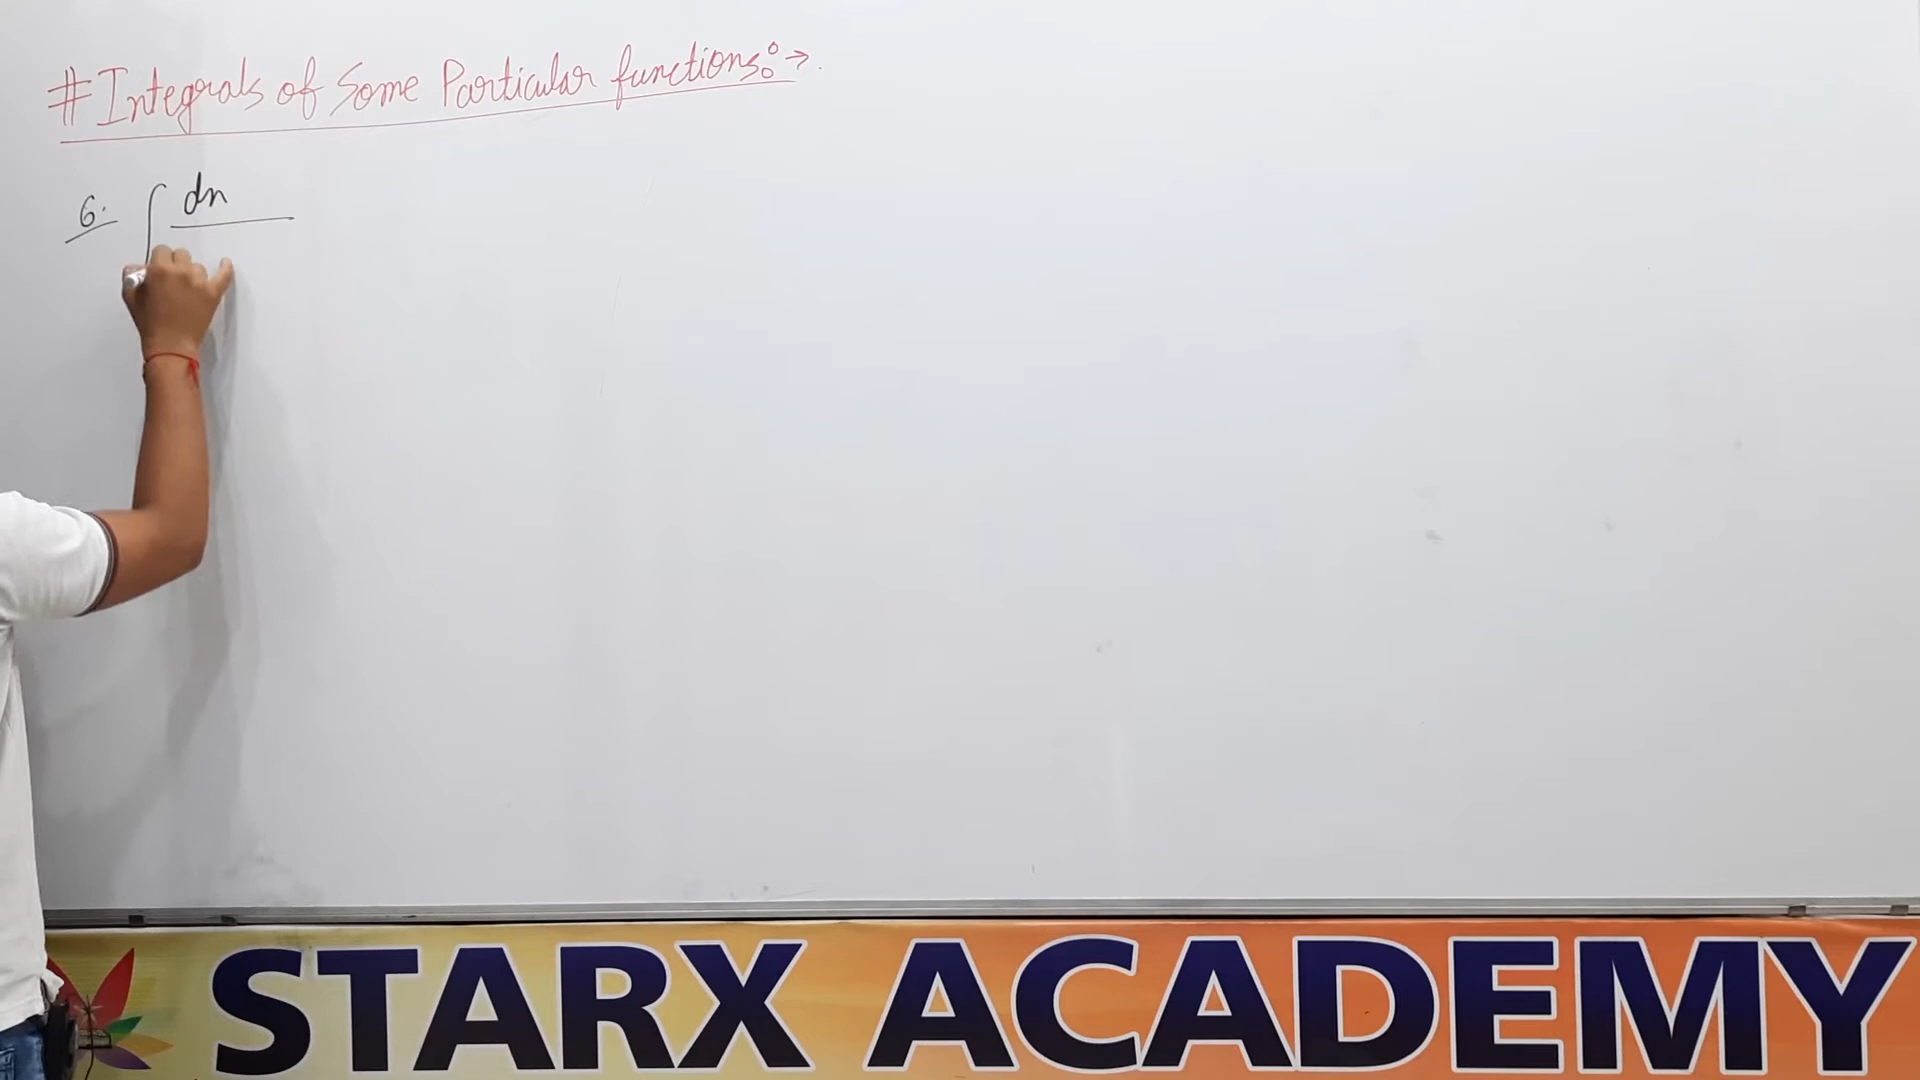 # Integrals of Some Particular functions:→.
6. ∫ dx
STARX ACADEMY